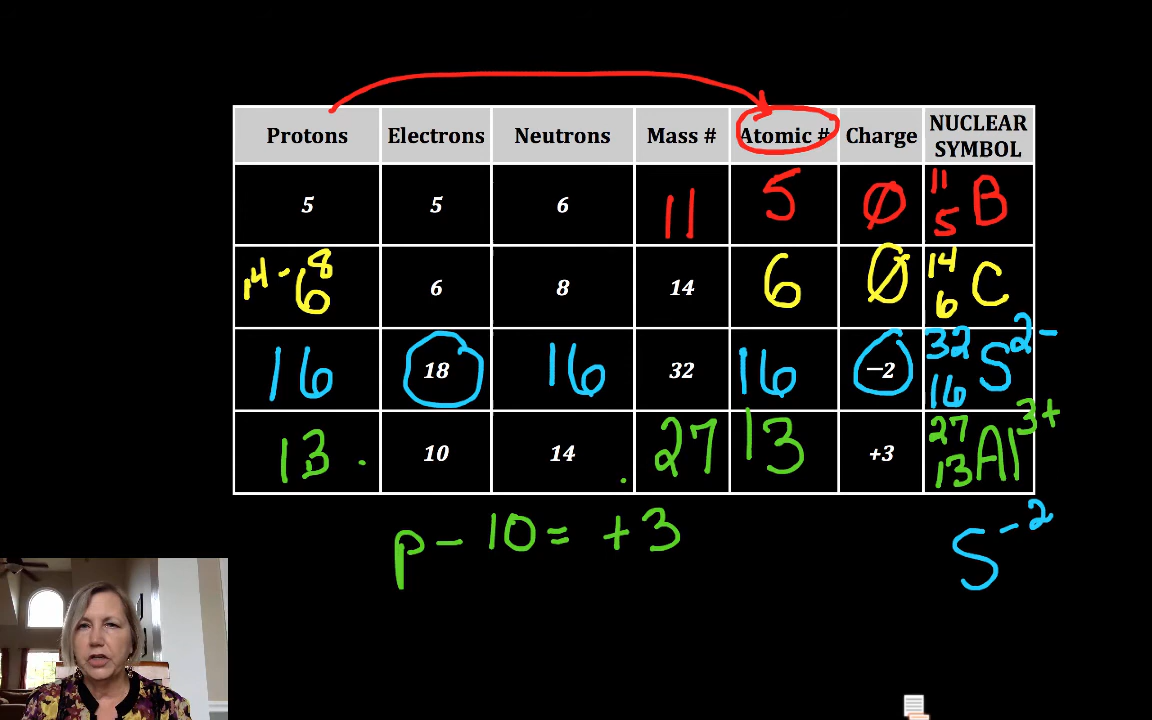 Protons Electrons Neutrons Mass # Atomic # Charge NUCLEAR SYMBOL
5 5 6 11 5 0 11 5 B
14 - 8 6 6 8 14 6 0 14 6 C
16 18 16 32 16 −2 32 16 S 2-
13 10 14 27 13 +3 27 13 Al 3+
p - 10 = +3
S -2